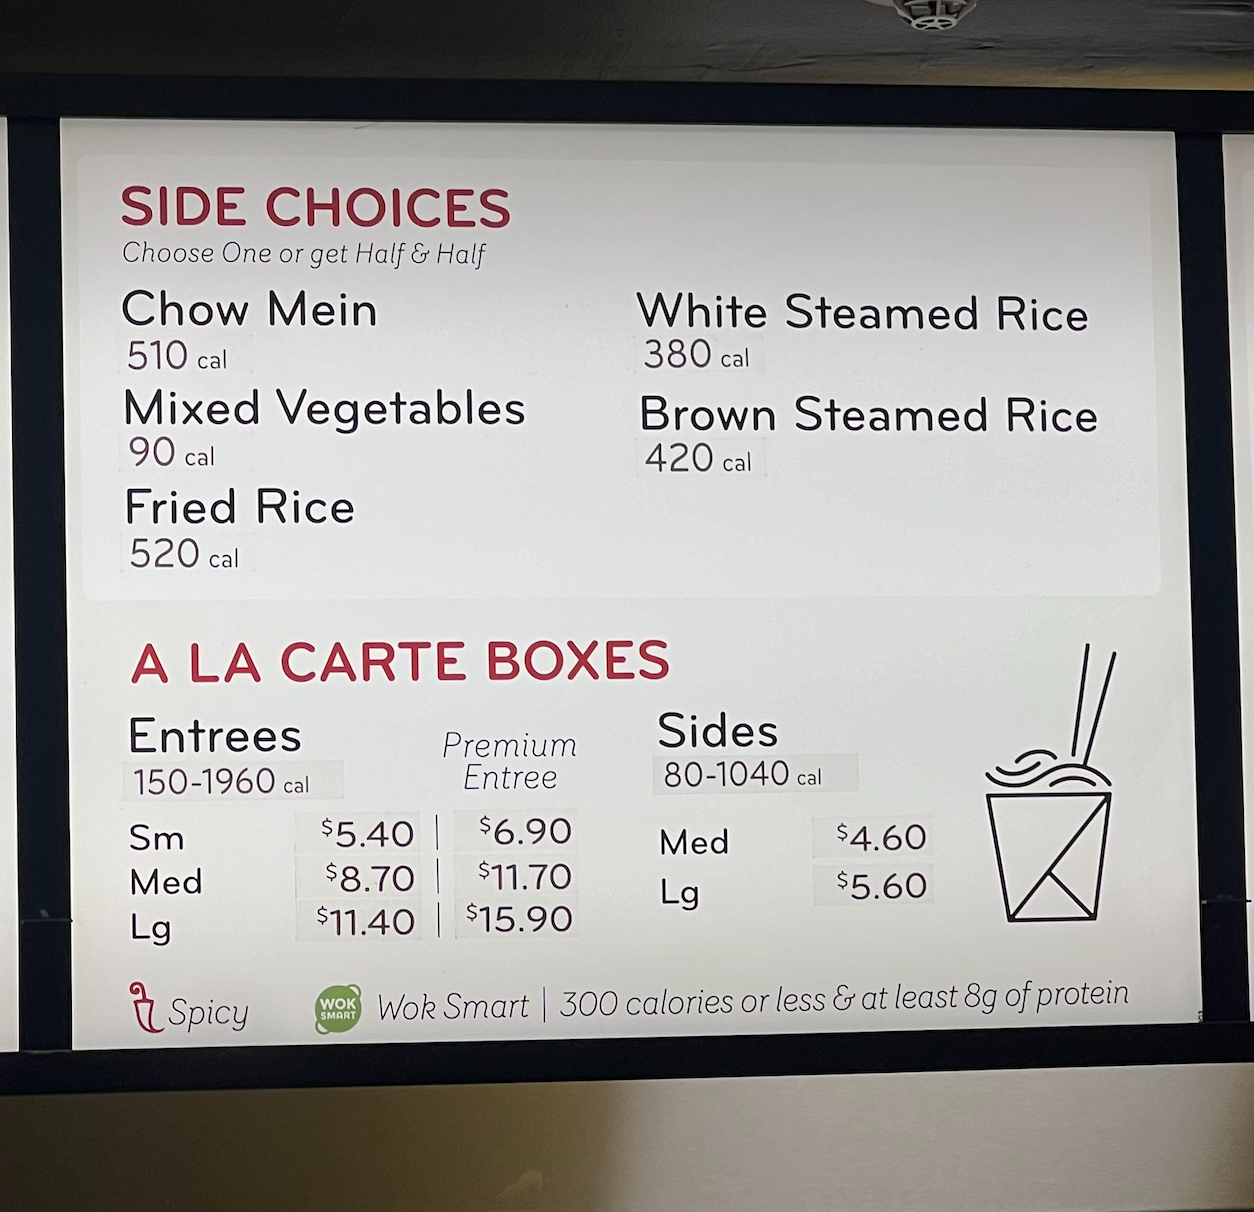 SIDE CHOICES
Choose One or get Half & Half
Chow Mein
510 cal
White Steamed Rice
380 cal
Mixed Vegetables
90 cal
Brown Steamed Rice
420 cal
Fried Rice
520 cal
A LA CARTE BOXES
Entrees
150-1960 cal
Premium
Entree
Sm $5.40 | $6.90
Med $8.70 | $11.70
Lg $11.40 | $15.90
Sides
80-1040 cal
Med $4.60
Lg $5.60
Spicy
WOK
SMART
Wok Smart | 300 calories or less & at least 8g of protein